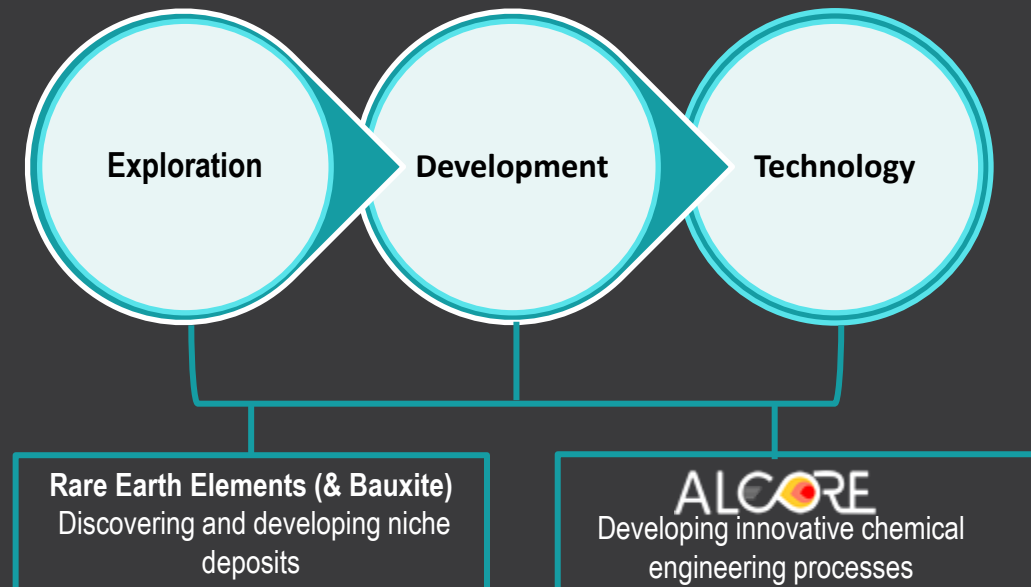 Exploration
Development
Technology
Rare Earth Elements (& Bauxite)
Discovering and developing niche
deposits
ALCORE
Developing innovative chemical
engineering processes